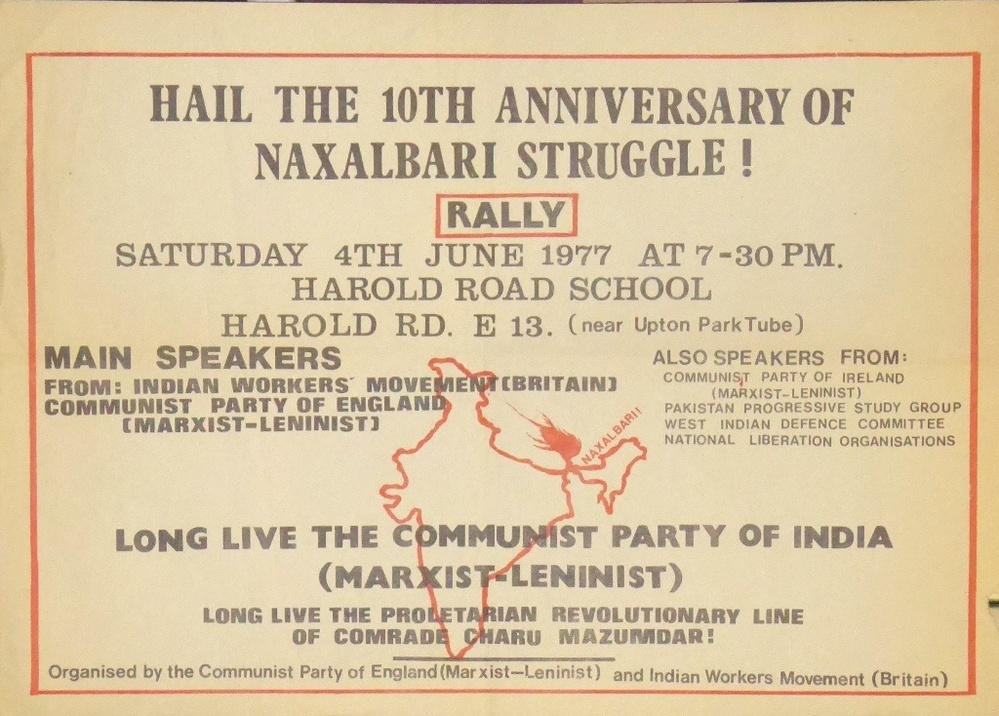 HAIL THE 10TH ANNIVERSARY OF
NAXALBARI STRUGGLE!
RALLY
SATURDAY 4TH JUNE 1977 AT 7-30 PM.
HAROLD ROAD SCHOOL
HAROLD RD. E 13. (near Upton Park Tube)
MAIN SPEAKERS
FROM: INDIAN WORKERS' MOVEMENT (BRITAIN)
COMMUNIST PARTY OF ENGLAND
(MARXIST-LENINIST)
ALSO SPEAKERS FROM:
COMMUNIST PARTY OF IRELAND
(MARXIST-LENINIST)
PAKISTAN PROGRESSIVE STUDY GROUP
WEST INDIAN DEFENCE COMMITTEE
NATIONAL LIBERATION ORGANISATIONS
NAXALBARI!!
LONG LIVE THE COMMUNIST PARTY OF INDIA
(MARXIST-LENINIST)
LONG LIVE THE PROLETARIAN REVOLUTIONARY LINE
OF COMRADE CHARU MAZUMDAR!
Organised by the Communist Party of England (Marxist-Leninist) and Indian Workers Movement (Britain)